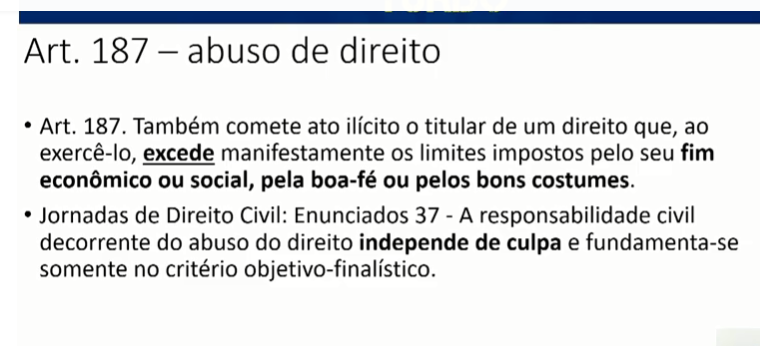 Art. 187 – abuso de direito
• Art. 187. Também comete ato ilícito o titular de um direito que, ao
exercê-lo, excede manifestamente os limites impostos pelo seu fim
econômico ou social, pela boa-fé ou pelos bons costumes.
• Jornadas de Direito Civil: Enunciados 37 - A responsabilidade civil
decorrente do abuso do direito independe de culpa e fundamenta-se
somente no critério objetivo-finalístico.